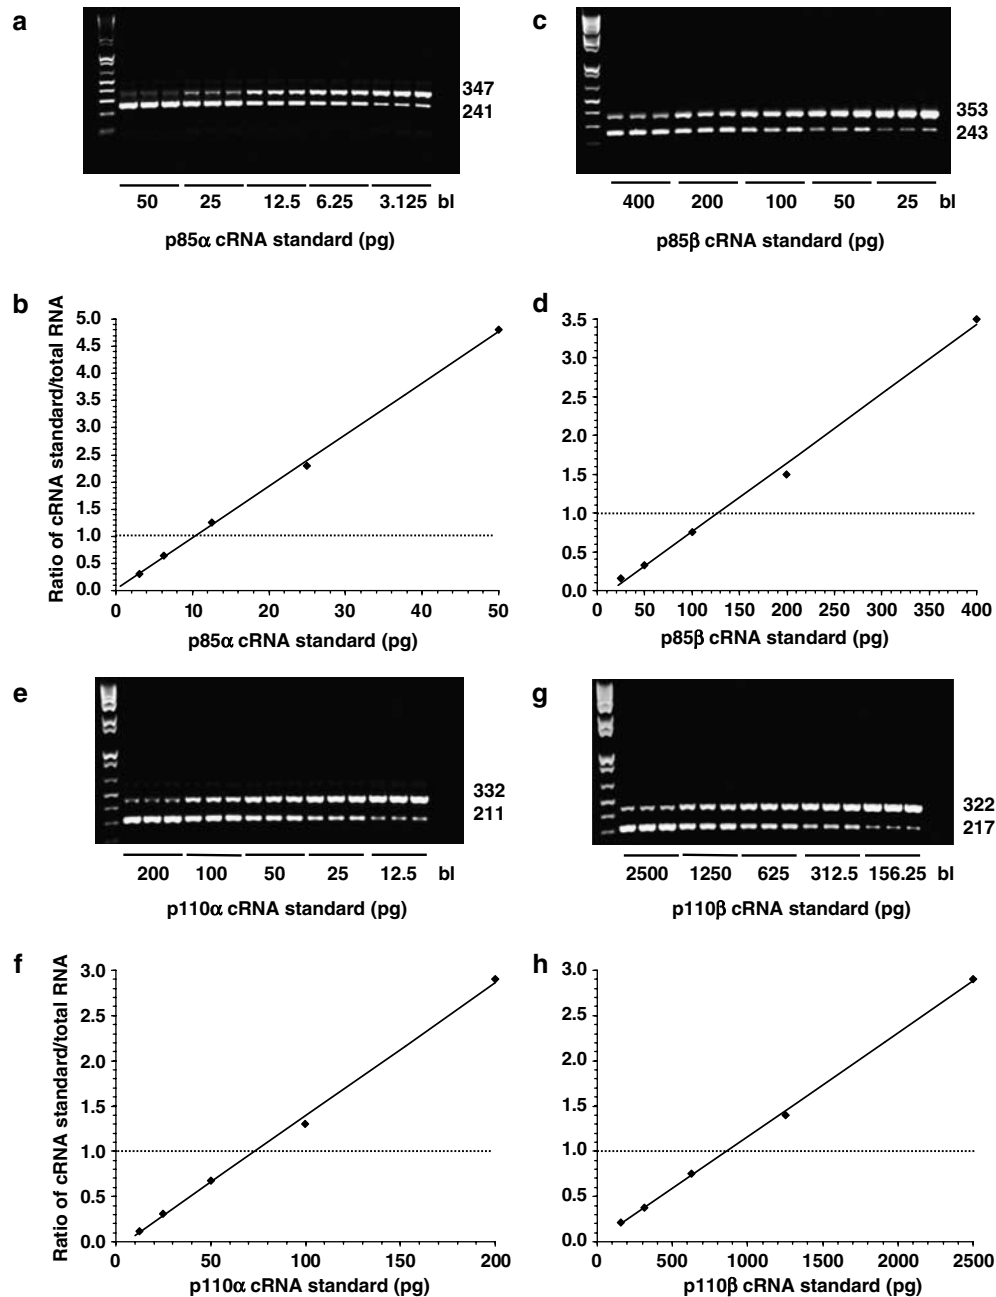 a
347
241
50 25 12.5 6.25 3.125 bl
p85α cRNA standard (pg)
c
353
243
400 200 100 50 25 bl
p85β cRNA standard (pg)
b
Ratio of cRNA standard/total RNA
5.0
4.5
4.0
3.5
3.0
2.5
2.0
1.5
1.0
0.5
0.0
0 10 20 30 40 50
p85α cRNA standard (pg)
d
3.5
3.0
2.5
2.0
1.5
1.0
0.5
0.0
0 50 100 150 200 250 300 350 400
p85β cRNA standard (pg)
e
332
211
200 100 50 25 12.5 bl
p110α cRNA standard (pg)
g
322
217
2500 1250 625 312.5 156.25 bl
p110β cRNA standard (pg)
f
Ratio of cRNA standard/total RNA
3.0
2.5
2.0
1.5
1.0
0.5
0.0
0 50 100 150 200
p110α cRNA standard (pg)
h
3.0
2.5
2.0
1.5
1.0
0.5
0.0
0 500 1000 1500 2000 2500
p110β cRNA standard (pg)